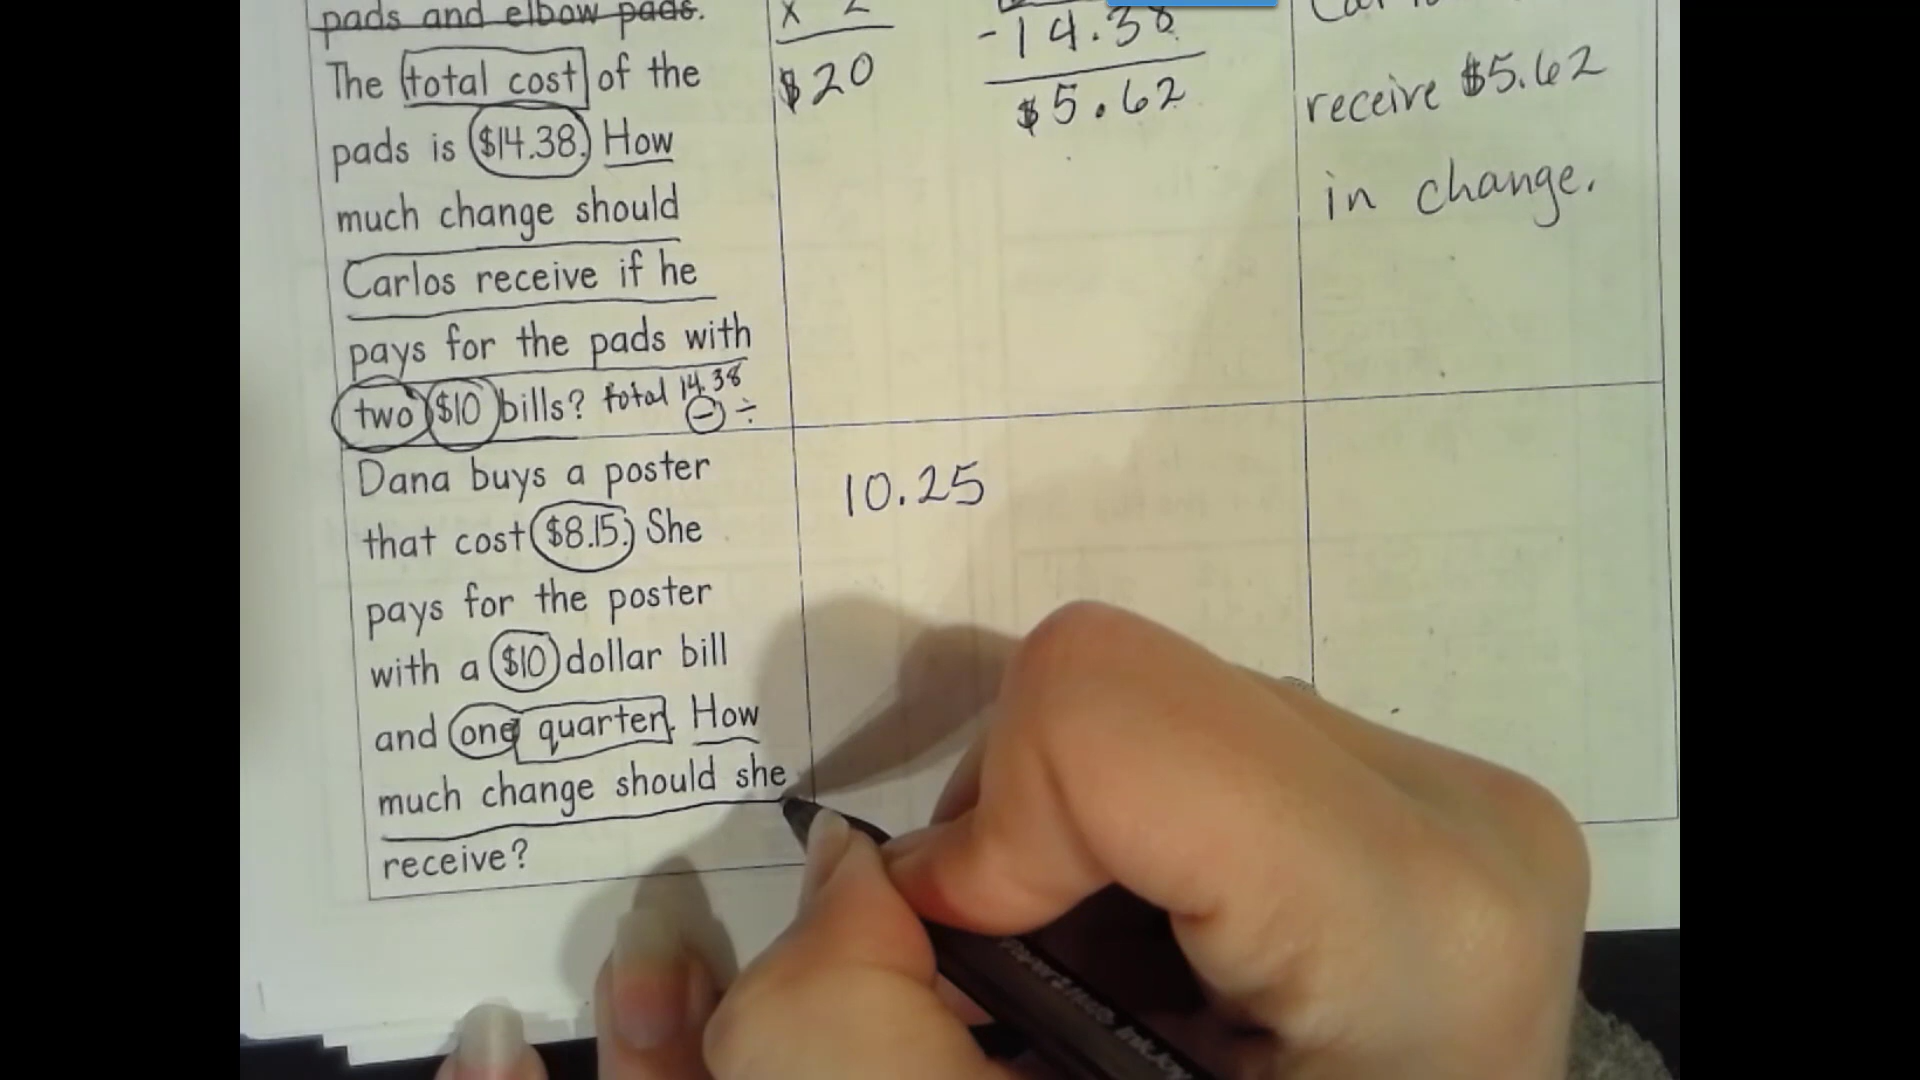 pads and elbow pads.
The total cost of the
pads is $14.38. How
much change should
Carlos receive if he
pays for the pads with
two $10 bills? total 14.38
- ÷
x 2
$20
-14.38
$5.62
receive $5.62
in change.
Dana buys a poster
that cost $8.15. She
pays for the poster
with a $10 dollar bill
and one quarter. How
much change should she
receive?
10.25
InkJoy